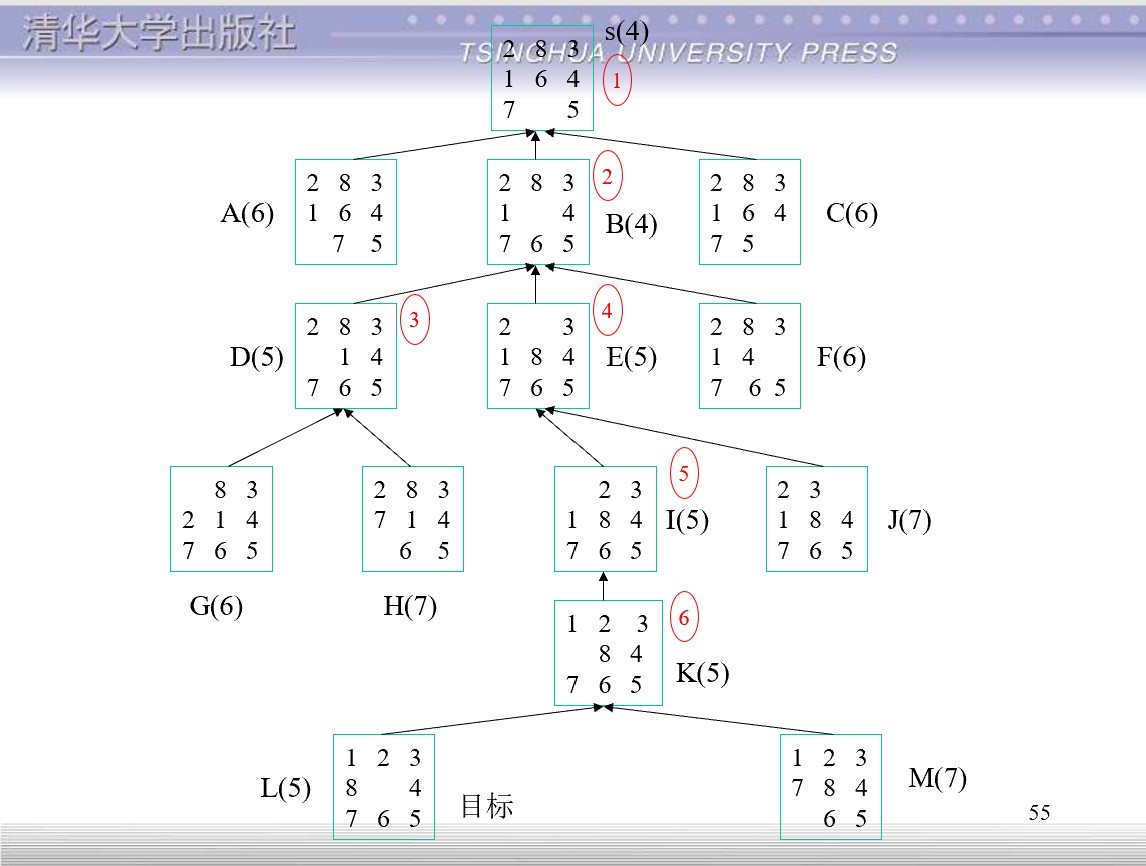 清华大学出版社
TSINGHUA UNIVERSITY PRESS
s(4)
2 8 3
1 6 4
7 5
1
A(6)
2 8 3
1 6 4
7 5
2 8 3
1 4
7 6 5
2
B(4)
2 8 3
1 6 4
7 5
C(6)
D(5)
2 8 3
1 4
7 6 5
3
2 3
1 8 4
7 6 5
4
E(5)
2 8 3
1 4
7 6 5
F(6)
8 3
2 1 4
7 6 5
G(6)
2 8 3
7 1 4
6 5
H(7)
2 3
1 8 4
7 6 5
5
I(5)
2 3
1 8 4
7 6 5
J(7)
1 2 3
8 4
7 6 5
6
K(5)
L(5)
1 2 3
8 4
7 6 5
目标
1 2 3
7 8 4
6 5
M(7)
55